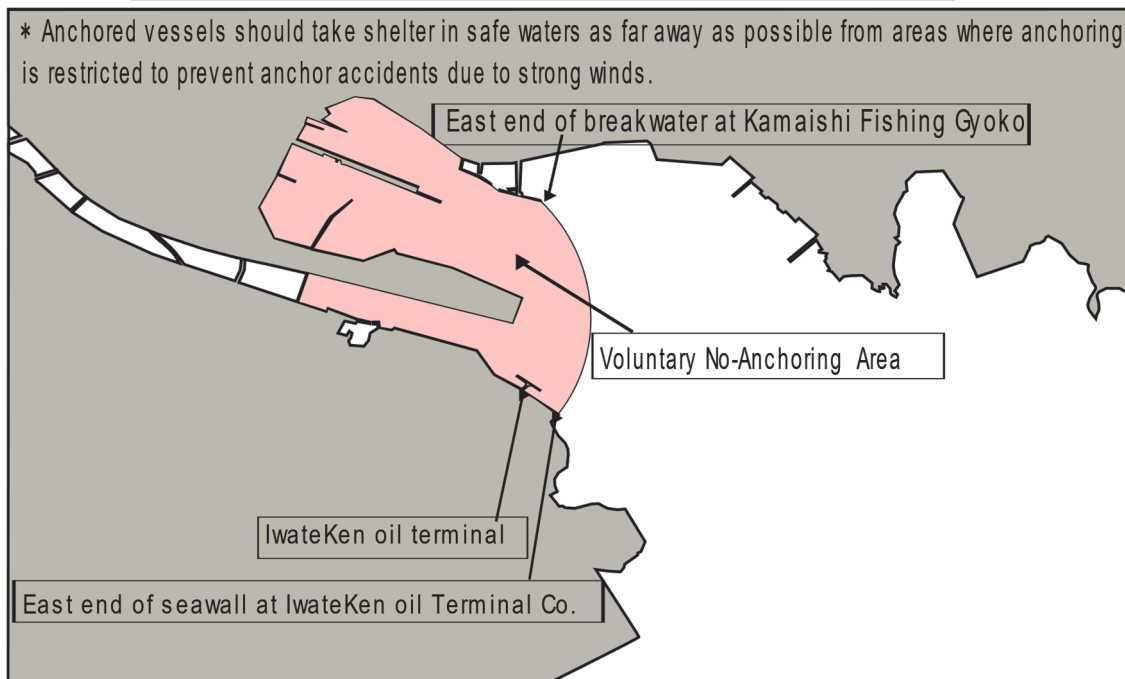 * Anchored vessels should take shelter in safe waters as far away as possible from areas where anchoring
is restricted to prevent anchor accidents due to strong winds.
East end of breakwater at Kamaishi Fishing Gyoko
Voluntary No-Anchoring Area
IwateKen oil terminal
East end of seawall at IwateKen oil Terminal Co.